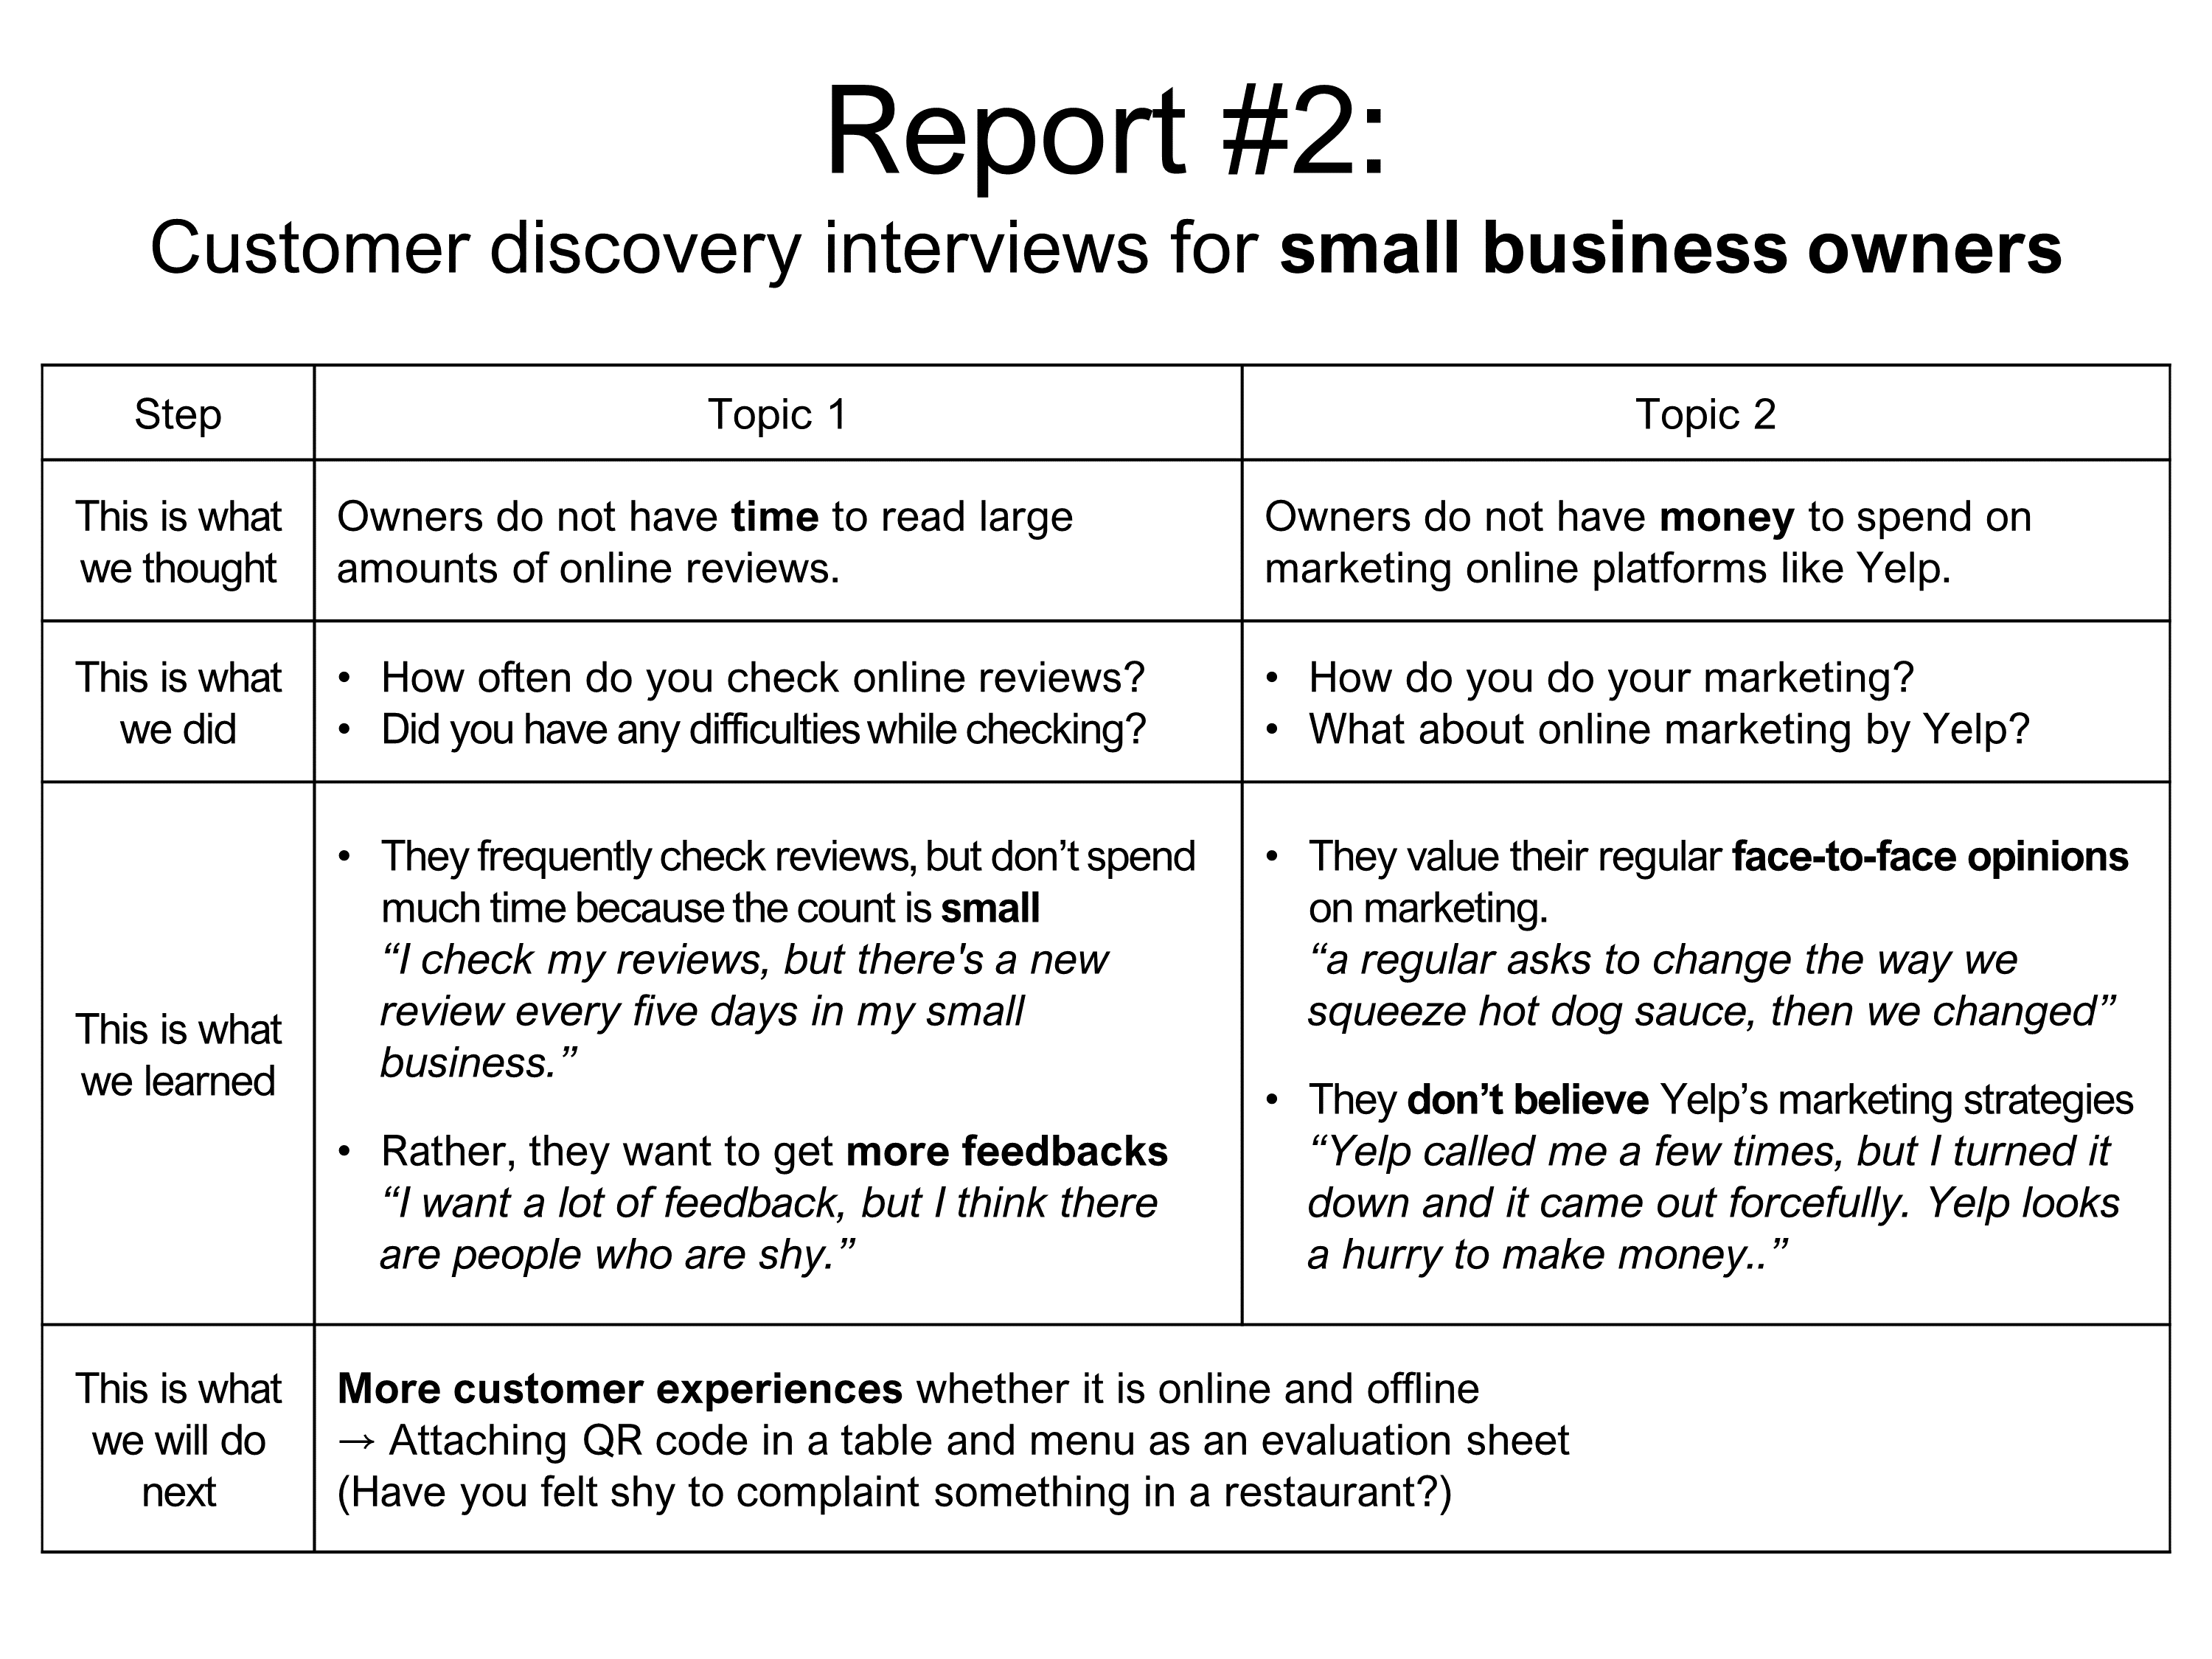 Report #2:
Customer discovery interviews for small business owners
Step
Topic 1
Topic 2
This is what
we thought
Owners do not have time to read large
amounts of online reviews.
Owners do not have money to spend on
marketing online platforms like Yelp.
This is what
we did
• How often do you check online reviews?
• Did you have any difficulties while checking?
• How do you do your marketing?
• What about online marketing by Yelp?
This is what
we learned
• They frequently check reviews, but don’t spend
much time because the count is small
“I check my reviews, but there's a new
review every five days in my small
business.”
• Rather, they want to get more feedbacks
“I want a lot of feedback, but I think there
are people who are shy.”
• They value their regular face-to-face opinions
on marketing.
“a regular asks to change the way we
squeeze hot dog sauce, then we changed”
• They don’t believe Yelp’s marketing strategies
“Yelp called me a few times, but I turned it
down and it came out forcefully. Yelp looks
a hurry to make money..”
This is what
we will do
next
More customer experiences whether it is online and offline
→ Attaching QR code in a table and menu as an evaluation sheet
(Have you felt shy to complaint something in a restaurant?)